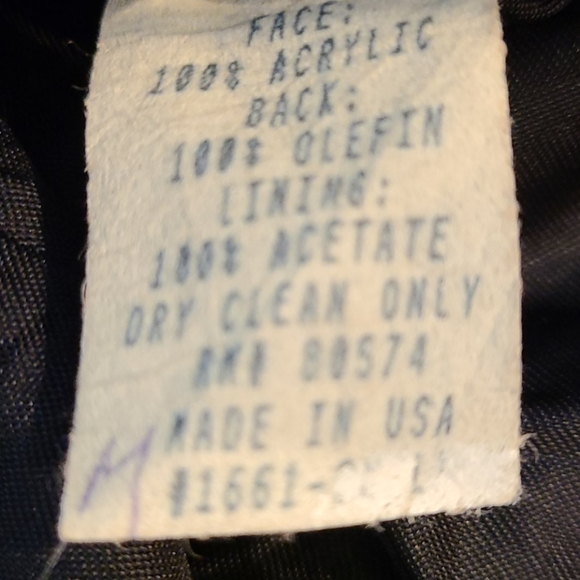 FACE:
100% ACRYLIC
BACK:
100% OLEFIN
LINING:
100% ACETATE
DRY CLEAN ONLY
RN# 80574
MADE IN USA
#1661-
M